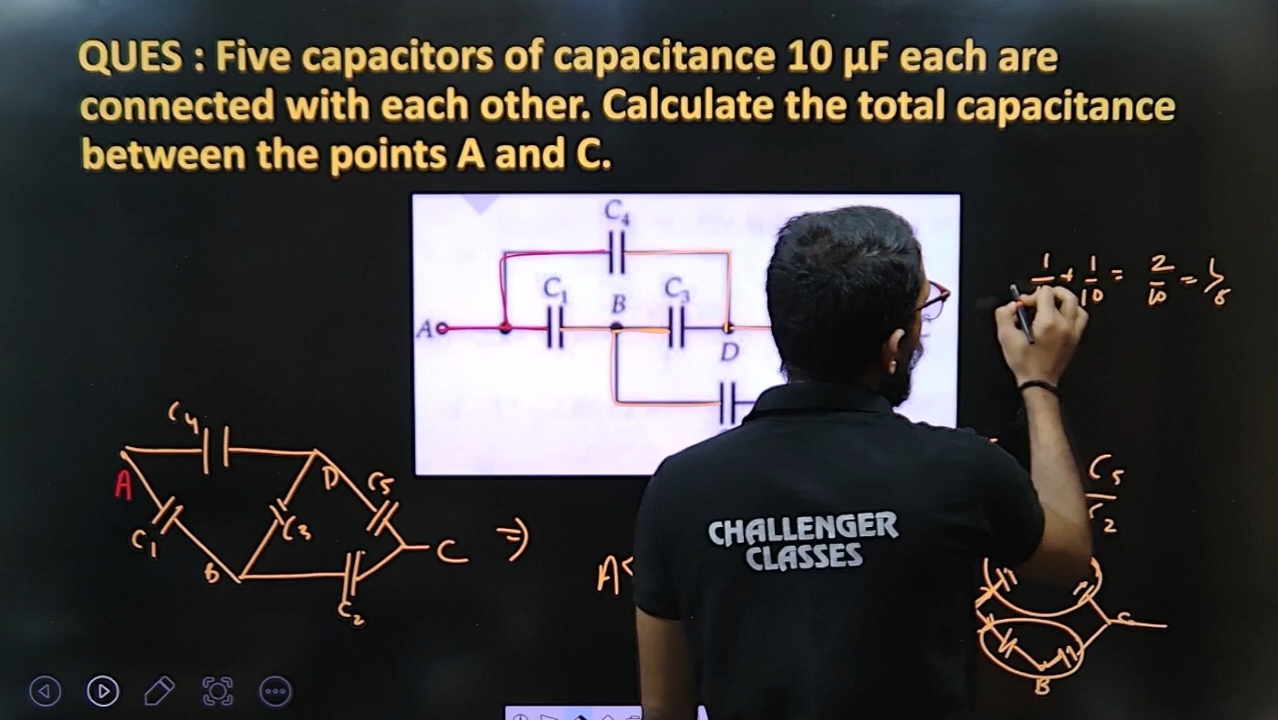 QUES : Five capacitors of capacitance 10 μF each are
connected with each other. Calculate the total capacitance
between the points A and C.
C4
C1
B
C3
A
D
1 + 1/10 = 2/10 = 1/5
C4
A
D
C5
C1
C3
B
C2
C
⇒
A
C5
C2
C
B
CHALLENGER
CLASSES